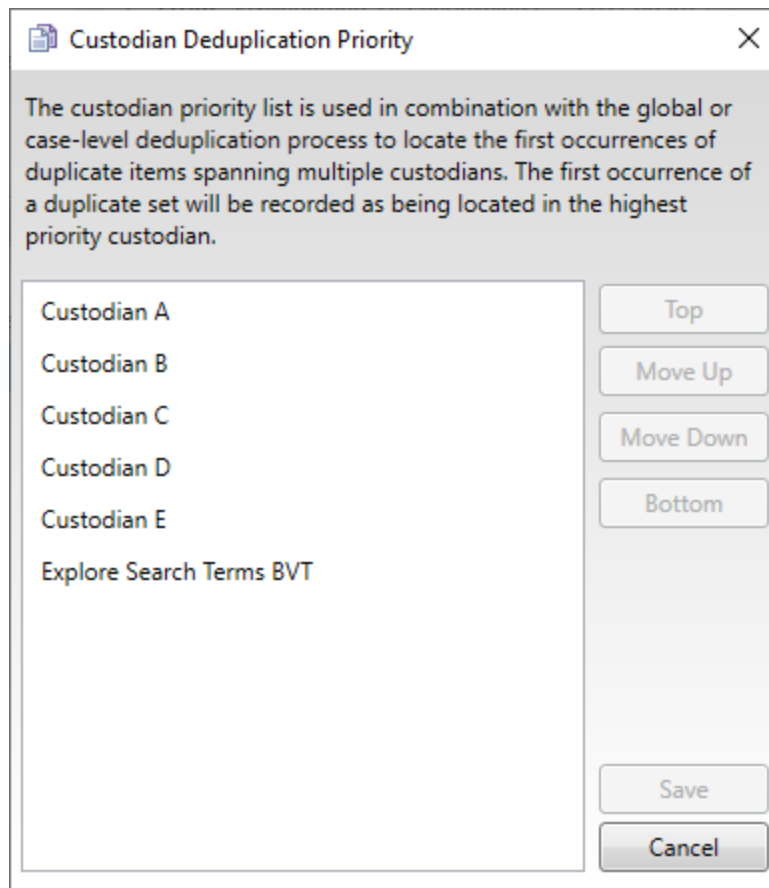 Custodian Deduplication Priority
The custodian priority list is used in combination with the global or
case-level deduplication process to locate the first occurrences of
duplicate items spanning multiple custodians. The first occurrence of
a duplicate set will be recorded as being located in the highest
priority custodian.
Custodian A
Custodian B
Custodian C
Custodian D
Custodian E
Explore Search Terms BVT
Top
Move Up
Move Down
Bottom
Save
Cancel